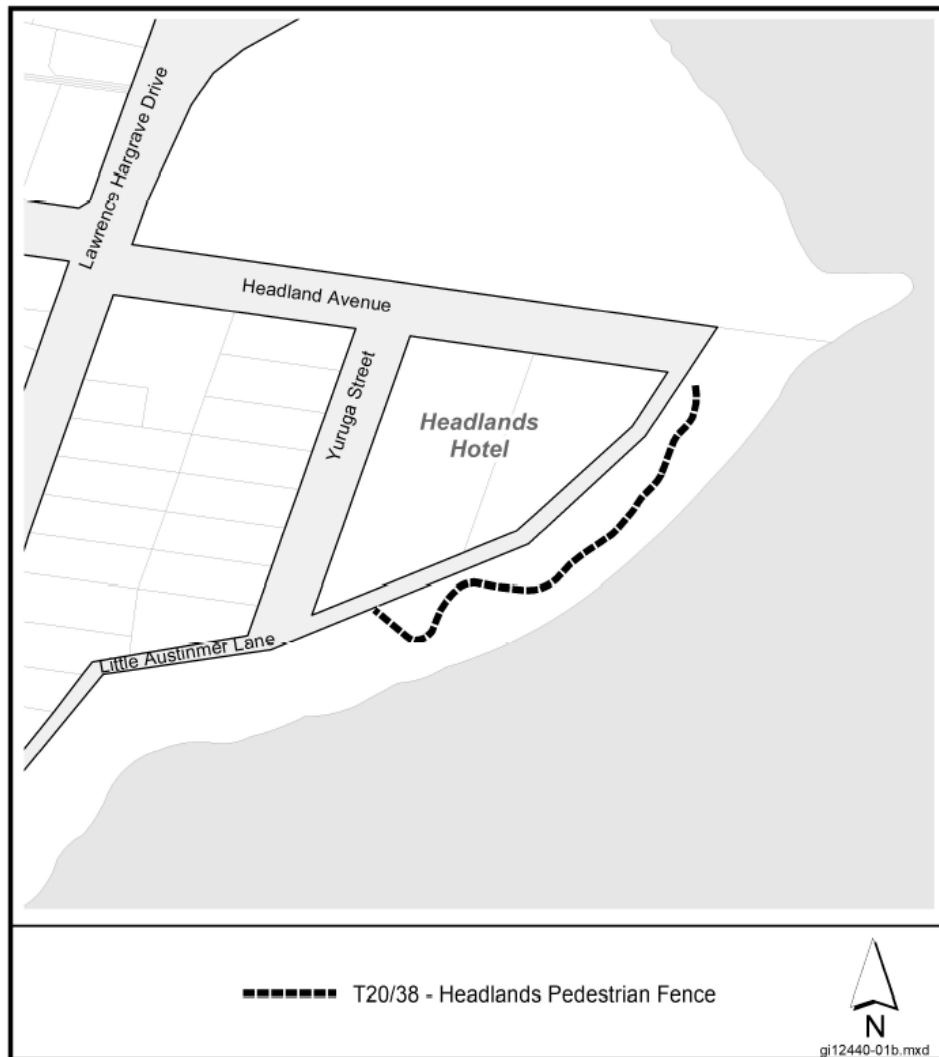 Lawrence Hargrave Drive
Headland Avenue
Yuruga Street
Headlands
Hotel
Little Austinmer Lane
T20/38 - Headlands Pedestrian Fence
N
gi12440-01b.mxd